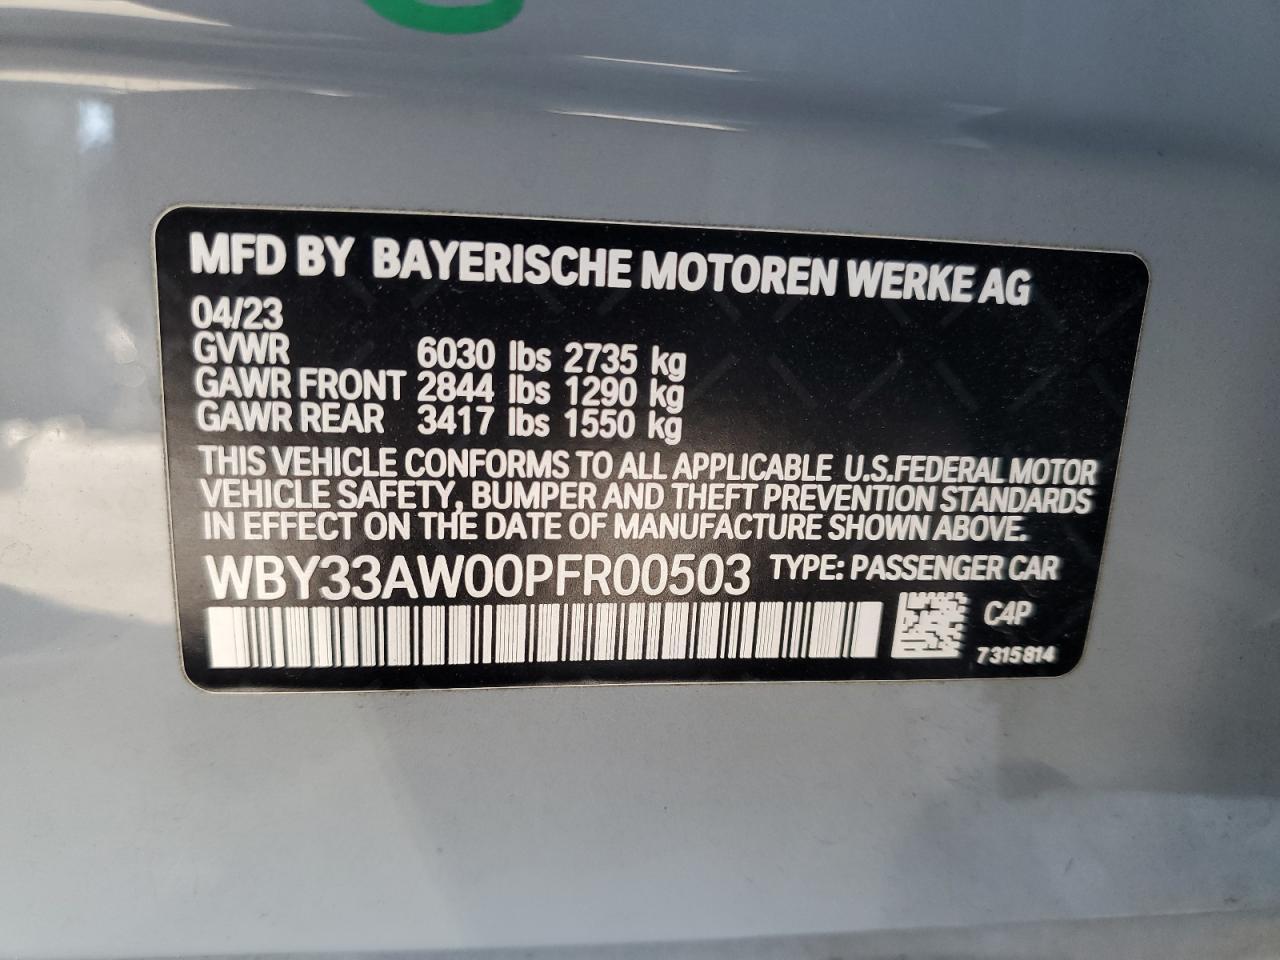 MFD BY BAYERISCHE MOTOREN WERKE AG
04/23
GVWR 6030 lbs 2735 kg
GAWR FRONT 2844 lbs 1290 kg
GAWR REAR 3417 lbs 1550 kg
THIS VEHICLE CONFORMS TO ALL APPLICABLE U.S.FEDERAL MOTOR
VEHICLE SAFETY, BUMPER AND THEFT PREVENTION STANDARDS
IN EFFECT ON THE DATE OF MANUFACTURE SHOWN ABOVE.
WBY33AW00PFR00503 TYPE: PASSENGER CAR
C4P
7315814